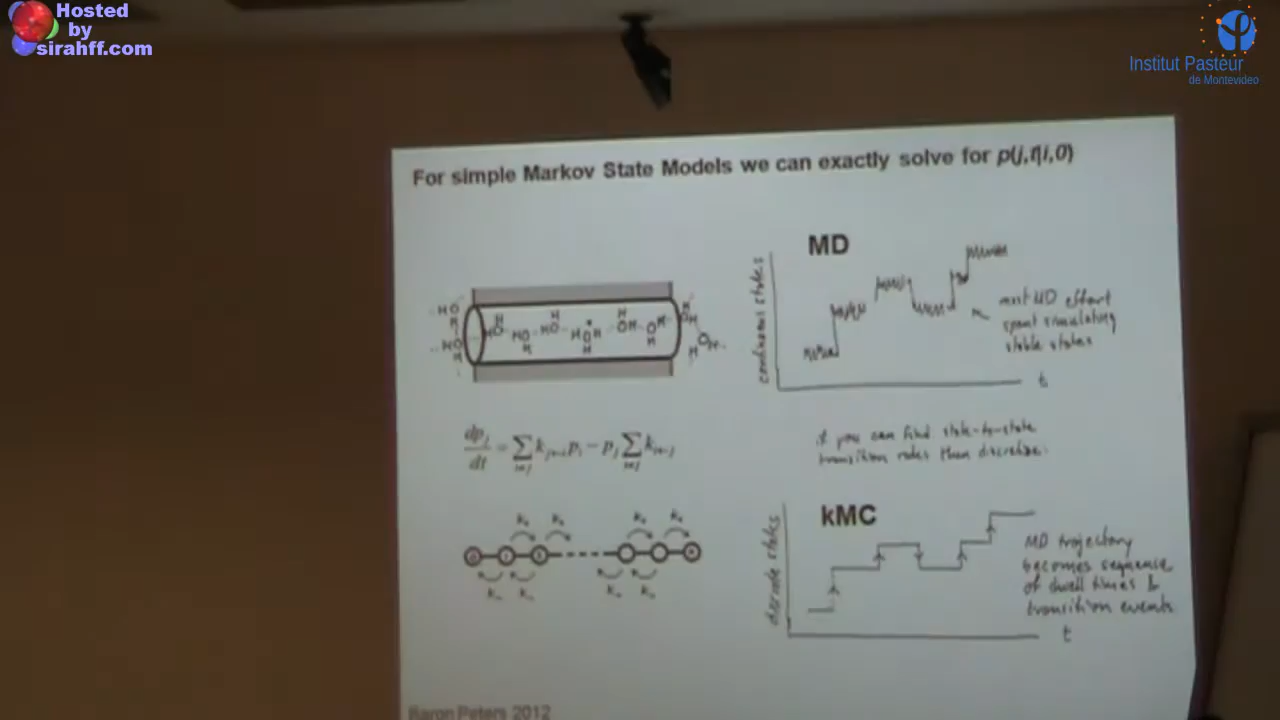 Hosted
by
sirahff.com
Institut Pasteur
de Montevideo
For simple Markov State Models we can exactly solve for p(j,t|i,0)
MD
continuous states
most MD effort
spent simulating
stable states
t
if you can find state-to-state
transition rates then discretize.
kMC
discrete states
MD trajectory
becomes sequence
of dwell times &
transition events
t
Baron Peters 2012